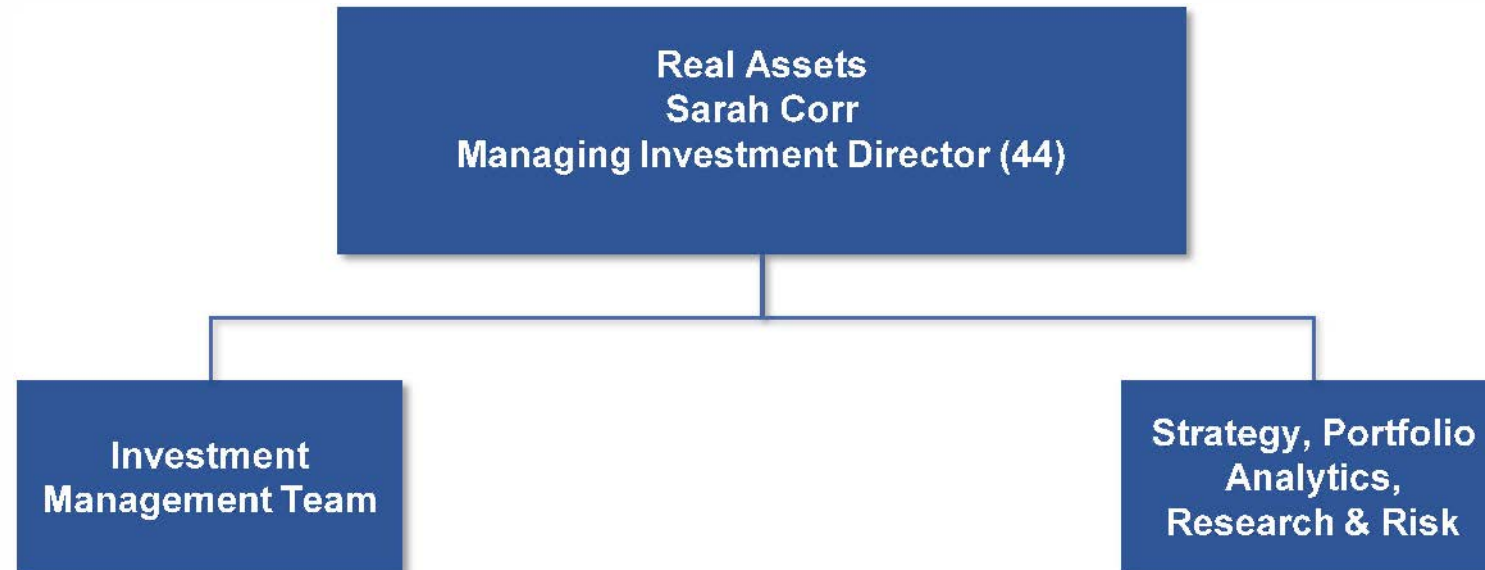 Real Assets
Sarah Corr
Managing Investment Director (44)
Investment
Management Team
Strategy, Portfolio
Analytics,
Research & Risk